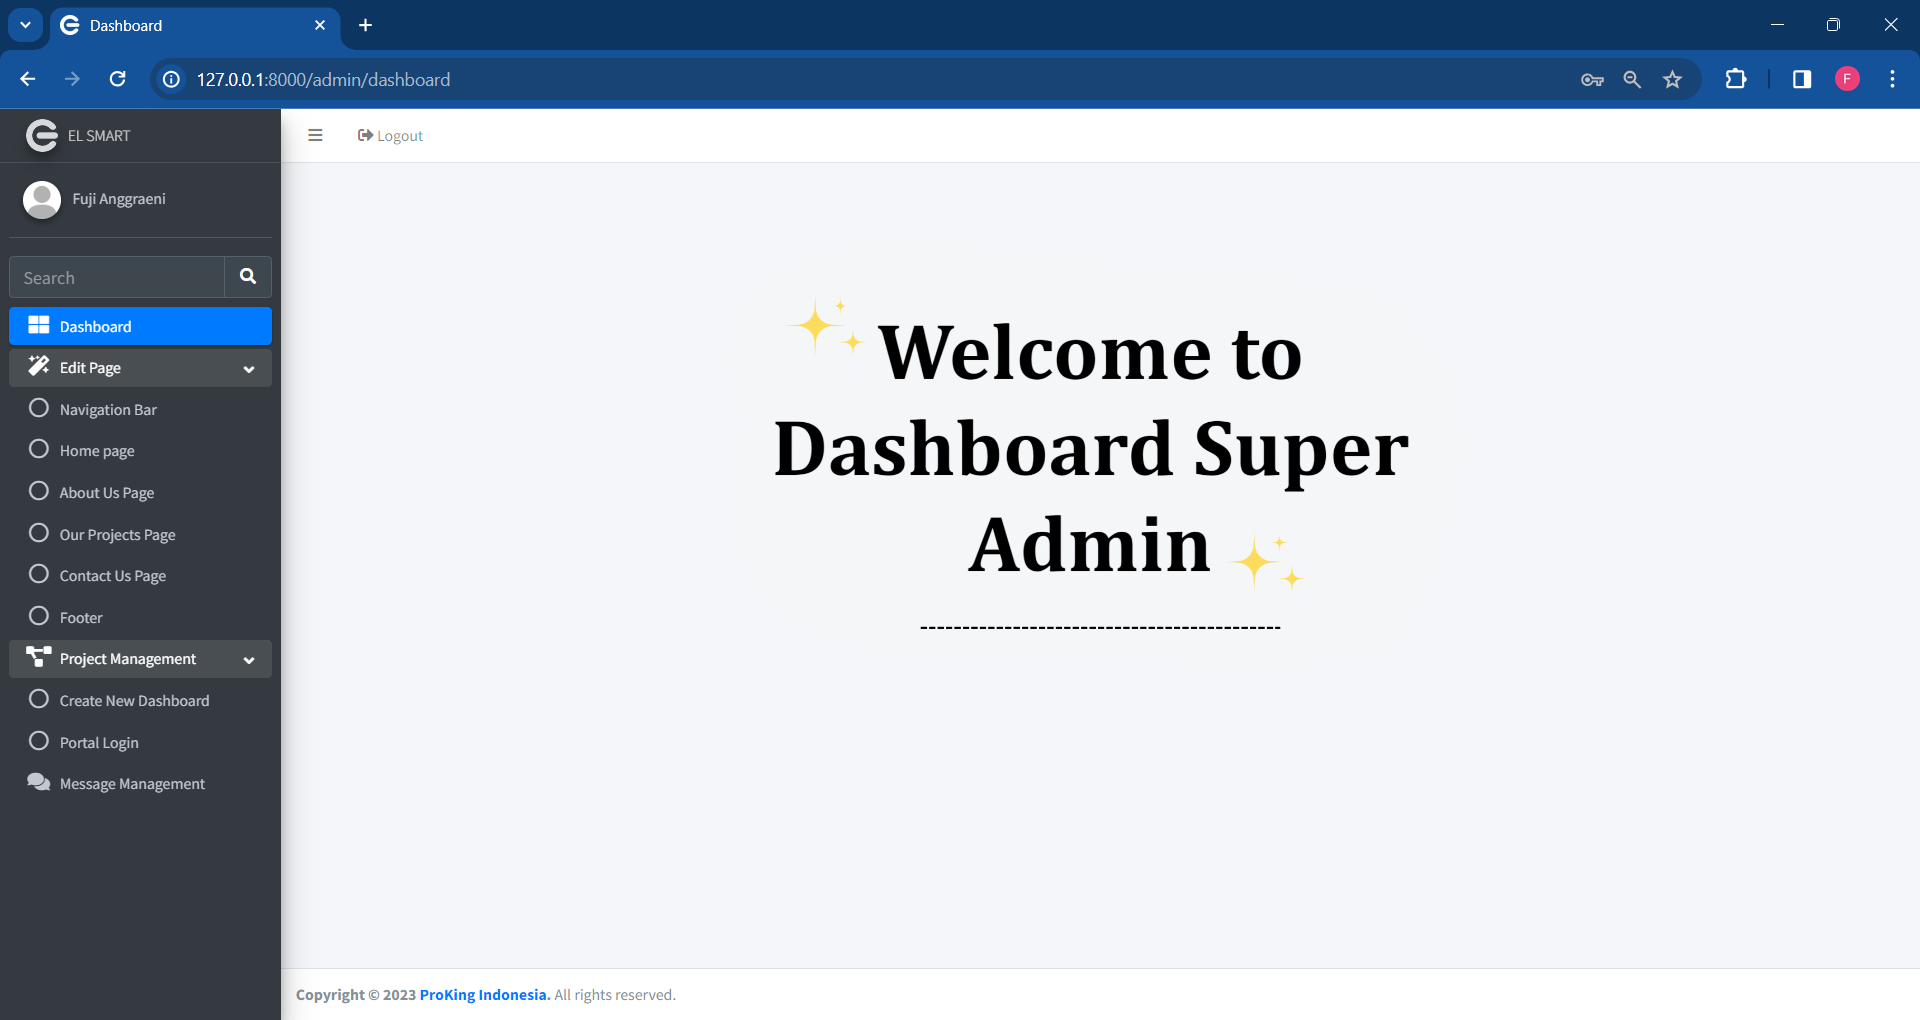 Dashboard
127.0.0.1:8000/admin/dashboard
F
EL SMART
Logout
Fuji Anggraeni
Search
Dashboard
Edit Page
Navigation Bar
Home page
About Us Page
Our Projects Page
Contact Us Page
Footer
Project Management
Create New Dashboard
Portal Login
Message Management
Welcome to
Dashboard Super
Admin
Copyright © 2023 ProKing Indonesia. All rights reserved.